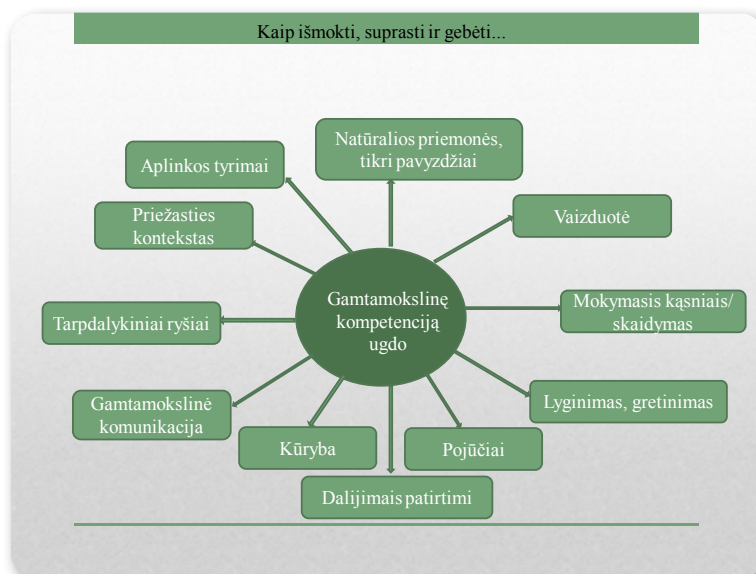 Kaip išmokti, suprasti ir gebėti...
Natūralios priemonės,
tikri pavyzdžiai
Aplinkos tyrimai
Vaizduotė
Priežasties
kontekstas
Gamtamokslinę
kompetenciją
ugdo
Mokymasis kąsniais/
skaidymas
Tarpdalykiniai ryšiai
Lyginimas, gretinimas
Gamtamokslinė
komunikacija
Kūryba
Pojūčiai
Dalijimais patirtimi